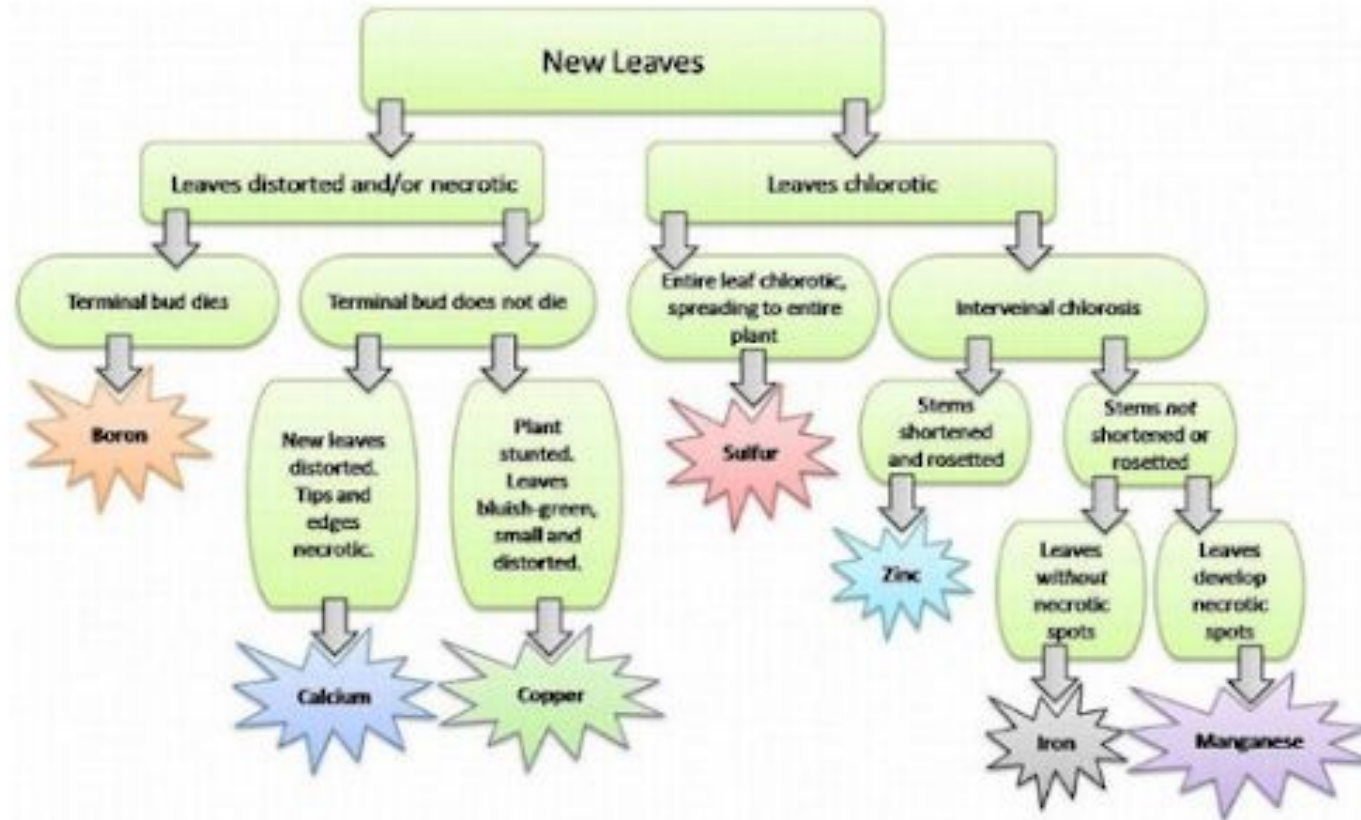 New Leaves
Leaves distorted and/or necrotic
Leaves chlorotic
Terminal bud dies
Terminal bud does not die
Entire leaf chlorotic,
spreading to entire
plant
Interveinal chlorosis
Boron
New leaves
distorted.
Tips and
edges
necrotic.
Plant
stunted.
Leaves
bluish-green,
small and
distorted.
Sulfur
Stems
shortened
and rosetted
Stems not
shortened or
rosetted
Zinc
Leaves
without
necrotic
spots
Leaves
develop
necrotic
spots
Calcium
Copper
Iron
Manganese